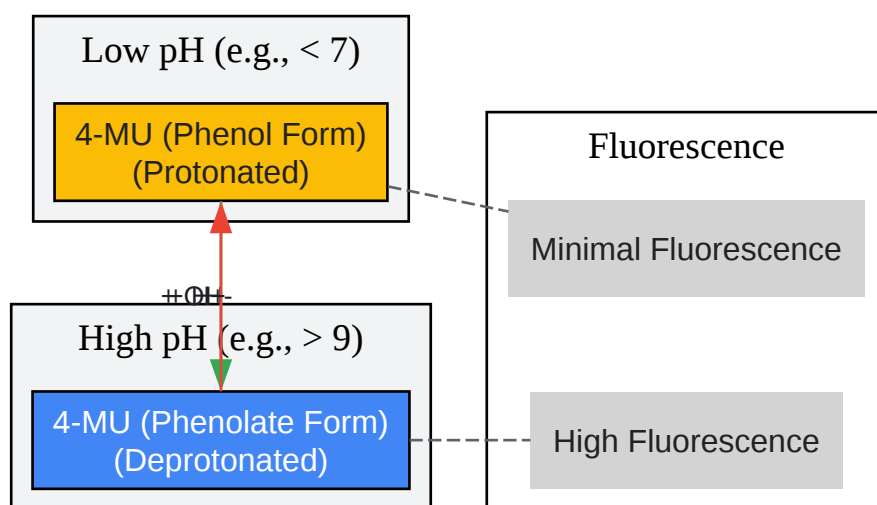 Low pH (e.g., < 7)
4-MU (Phenol Form)
(Protonated)
Fluorescence
Minimal Fluorescence
High pH (e.g., > 9)
4-MU (Phenolate Form)
(Deprotonated)
High Fluorescence